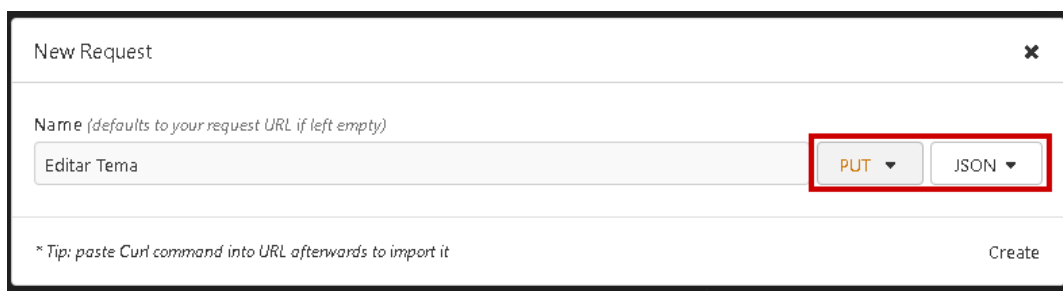 New Request
Name (defaults to your request URL if left empty)
Editar Tema PUT JSON
* Tip: paste Curl command into URL afterwards to import it
Create